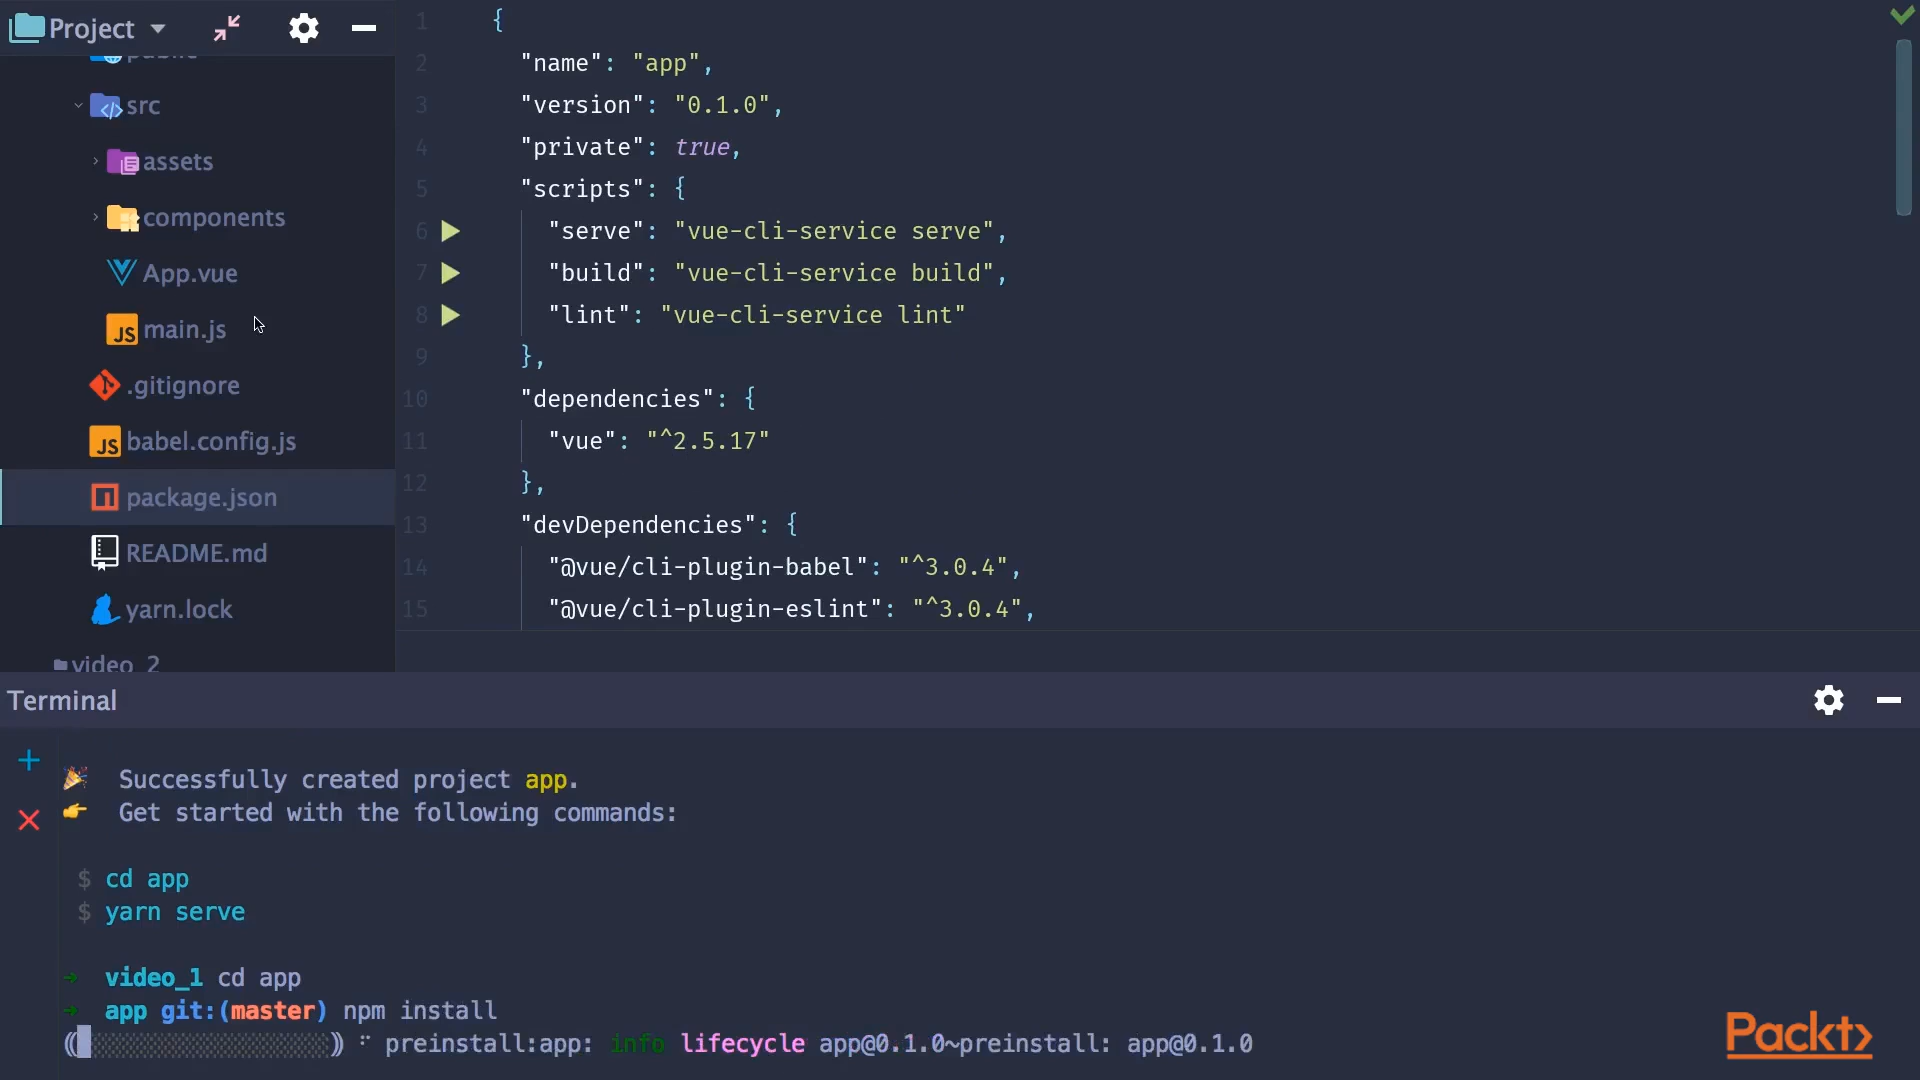 Project
public
src
assets
components
App.vue
main.js
.gitignore
babel.config.js
package.json
README.md
yarn.lock
video_2
1 {
2 "name": "app",
3 "version": "0.1.0",
4 "private": true,
5 "scripts": {
6 "serve": "vue-cli-service serve",
7 "build": "vue-cli-service build",
8 "lint": "vue-cli-service lint"
9 },
10 "dependencies": {
11 "vue": "^2.5.17"
12 },
13 "devDependencies": {
14 "@vue/cli-plugin-babel": "^3.0.4",
15 "@vue/cli-plugin-eslint": "^3.0.4",
Terminal
🎉 Successfully created project app.
👉 Get started with the following commands:
$ cd app
$ yarn serve
→ video_1 cd app
→ app git:(master) npm install
preinstall:app: info lifecycle app@0.1.0~preinstall: app@0.1.0
Packt>